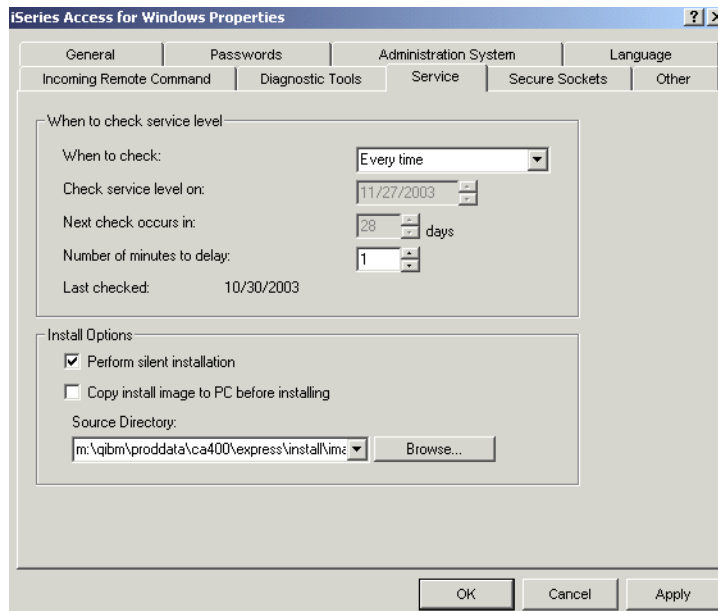 iSeries Access for Windows Properties
General Passwords Administration System Language
Incoming Remote Command Diagnostic Tools Service Secure Sockets Other
When to check service level
When to check: Every time
Check service level on: 11/27/2003
Next check occurs in: 28 days
Number of minutes to delay: 1
Last checked: 10/30/2003
Install Options
Perform silent installation
Copy install image to PC before installing
Source Directory:
m:\qibm\proddata\ca400\express\install\ima Browse...
OK Cancel Apply